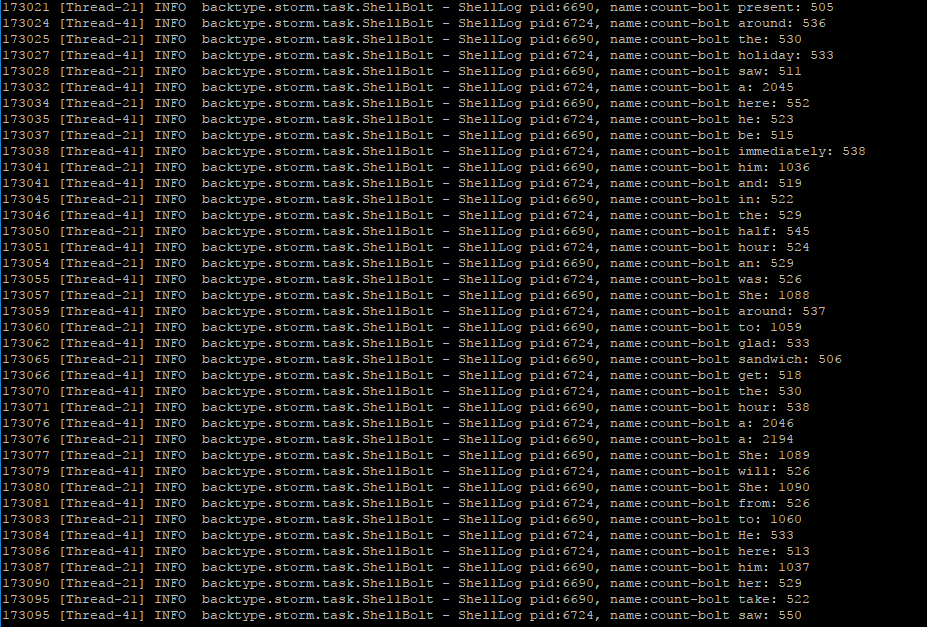 173021 [Thread-21] INFO  backtype.storm.task.ShellBolt - ShellLog pid:6690, name:count-bolt present: 505
173024 [Thread-41] INFO  backtype.storm.task.ShellBolt - ShellLog pid:6724, name:count-bolt around: 536
173025 [Thread-21] INFO  backtype.storm.task.ShellBolt - ShellLog pid:6690, name:count-bolt the: 530
173027 [Thread-41] INFO  backtype.storm.task.ShellBolt - ShellLog pid:6724, name:count-bolt holiday: 533
173028 [Thread-21] INFO  backtype.storm.task.ShellBolt - ShellLog pid:6690, name:count-bolt saw: 511
173032 [Thread-41] INFO  backtype.storm.task.ShellBolt - ShellLog pid:6724, name:count-bolt a: 2045
173034 [Thread-21] INFO  backtype.storm.task.ShellBolt - ShellLog pid:6690, name:count-bolt here: 552
173035 [Thread-41] INFO  backtype.storm.task.ShellBolt - ShellLog pid:6724, name:count-bolt he: 523
173037 [Thread-21] INFO  backtype.storm.task.ShellBolt - ShellLog pid:6690, name:count-bolt be: 515
173038 [Thread-41] INFO  backtype.storm.task.ShellBolt - ShellLog pid:6724, name:count-bolt immediately: 538
173041 [Thread-21] INFO  backtype.storm.task.ShellBolt - ShellLog pid:6690, name:count-bolt him: 1036
173041 [Thread-41] INFO  backtype.storm.task.ShellBolt - ShellLog pid:6724, name:count-bolt and: 519
173045 [Thread-21] INFO  backtype.storm.task.ShellBolt - ShellLog pid:6690, name:count-bolt in: 522
173046 [Thread-41] INFO  backtype.storm.task.ShellBolt - ShellLog pid:6724, name:count-bolt the: 529
173050 [Thread-21] INFO  backtype.storm.task.ShellBolt - ShellLog pid:6690, name:count-bolt half: 545
173051 [Thread-41] INFO  backtype.storm.task.ShellBolt - ShellLog pid:6724, name:count-bolt hour: 524
173054 [Thread-21] INFO  backtype.storm.task.ShellBolt - ShellLog pid:6690, name:count-bolt an: 529
173055 [Thread-41] INFO  backtype.storm.task.ShellBolt - ShellLog pid:6724, name:count-bolt was: 526
173057 [Thread-21] INFO  backtype.storm.task.ShellBolt - ShellLog pid:6690, name:count-bolt She: 1088
173059 [Thread-41] INFO  backtype.storm.task.ShellBolt - ShellLog pid:6724, name:count-bolt around: 537
173060 [Thread-21] INFO  backtype.storm.task.ShellBolt - ShellLog pid:6690, name:count-bolt to: 1059
173062 [Thread-41] INFO  backtype.storm.task.ShellBolt - ShellLog pid:6724, name:count-bolt glad: 533
173065 [Thread-21] INFO  backtype.storm.task.ShellBolt - ShellLog pid:6690, name:count-bolt sandwich: 506
173066 [Thread-41] INFO  backtype.storm.task.ShellBolt - ShellLog pid:6724, name:count-bolt get: 518
173070 [Thread-41] INFO  backtype.storm.task.ShellBolt - ShellLog pid:6724, name:count-bolt the: 530
173071 [Thread-21] INFO  backtype.storm.task.ShellBolt - ShellLog pid:6690, name:count-bolt hour: 538
173076 [Thread-41] INFO  backtype.storm.task.ShellBolt - ShellLog pid:6724, name:count-bolt a: 2046
173076 [Thread-21] INFO  backtype.storm.task.ShellBolt - ShellLog pid:6690, name:count-bolt a: 2194
173077 [Thread-21] INFO  backtype.storm.task.ShellBolt - ShellLog pid:6690, name:count-bolt She: 1089
173079 [Thread-41] INFO  backtype.storm.task.ShellBolt - ShellLog pid:6724, name:count-bolt will: 526
173080 [Thread-21] INFO  backtype.storm.task.ShellBolt - ShellLog pid:6690, name:count-bolt She: 1090
173081 [Thread-41] INFO  backtype.storm.task.ShellBolt - ShellLog pid:6724, name:count-bolt from: 526
173083 [Thread-21] INFO  backtype.storm.task.ShellBolt - ShellLog pid:6690, name:count-bolt to: 1060
173084 [Thread-41] INFO  backtype.storm.task.ShellBolt - ShellLog pid:6724, name:count-bolt He: 533
173086 [Thread-41] INFO  backtype.storm.task.ShellBolt - ShellLog pid:6724, name:count-bolt here: 513
173087 [Thread-21] INFO  backtype.storm.task.ShellBolt - ShellLog pid:6690, name:count-bolt him: 1037
173090 [Thread-21] INFO  backtype.storm.task.ShellBolt - ShellLog pid:6690, name:count-bolt her: 529
173095 [Thread-21] INFO  backtype.storm.task.ShellBolt - ShellLog pid:6690, name:count-bolt take: 522
173095 [Thread-41] INFO  backtype.storm.task.ShellBolt - ShellLog pid:6724, name:count-bolt saw: 550